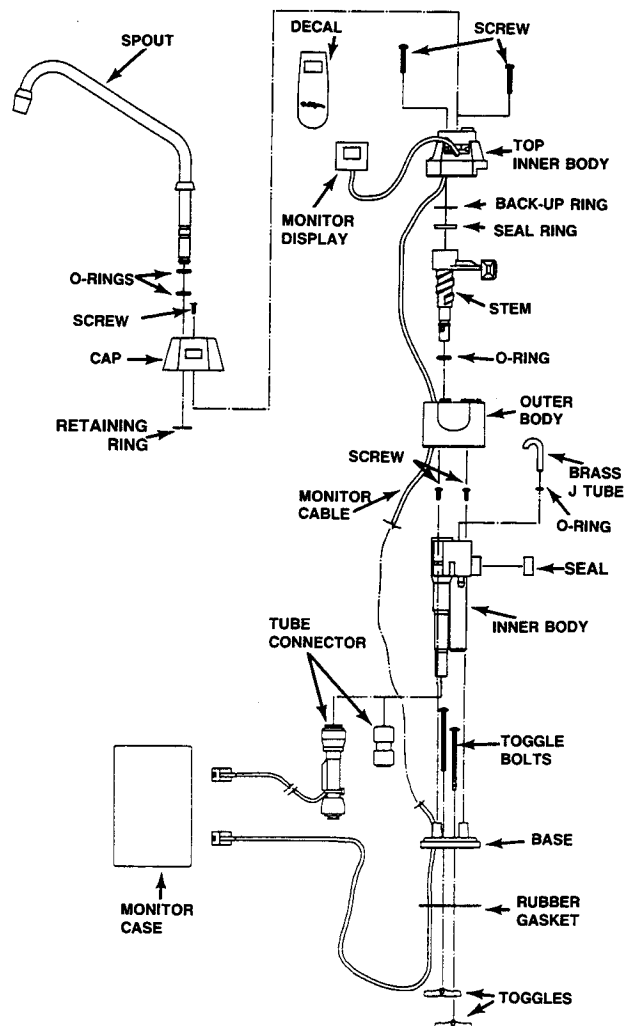 DECAL
SCREW
SPOUT
TOP
INNER BODY
MONITOR
DISPLAY
BACK-UP RING
SEAL RING
O-RINGS
STEM
SCREW
CAP
O-RING
OUTER
BODY
RETAINING
RING
SCREW
BRASS
J TUBE
MONITOR
CABLE
O-RING
SEAL
TUBE
CONNECTOR
INNER BODY
TOGGLE
BOLTS
BASE
MONITOR
CASE
RUBBER
GASKET
TOGGLES